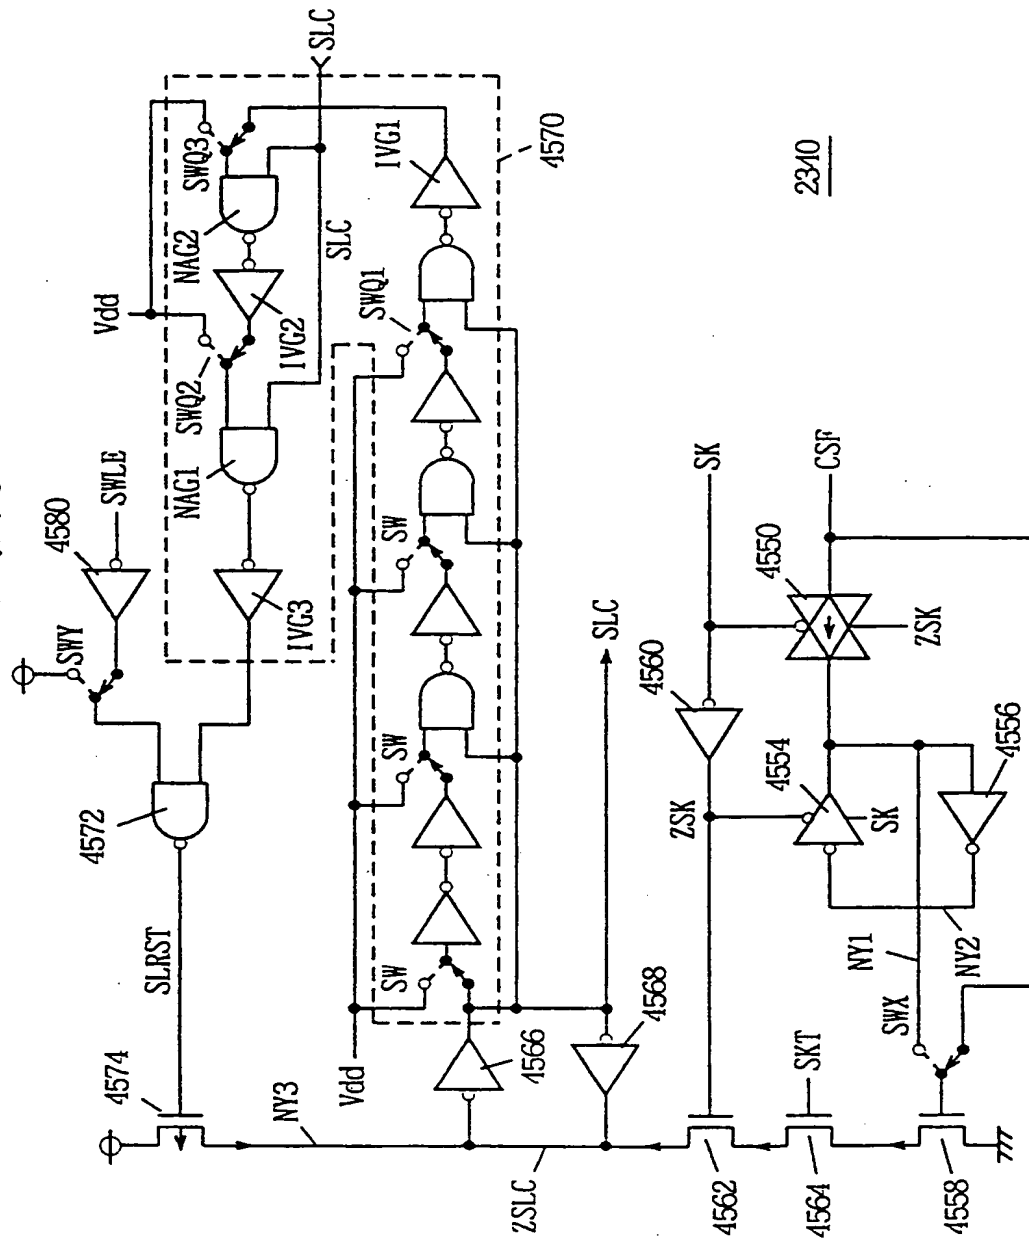 SLC
4570
SWQ3
IVG1
NAG2
SLC
2340
Vdd
IVG2
SWQ1
SWQ2
NAG1
SWLE
4580
SK
CSF
SW
4550
SWY
IVG3
SLC
ZSK
4560
4556
SW
4554
4572
ZSK
SK
SLRST
NY1
NY2
SW
4568
SWX
4566
4574
Vdd
SKT
NY3
ZSLC
4562
4564
4558